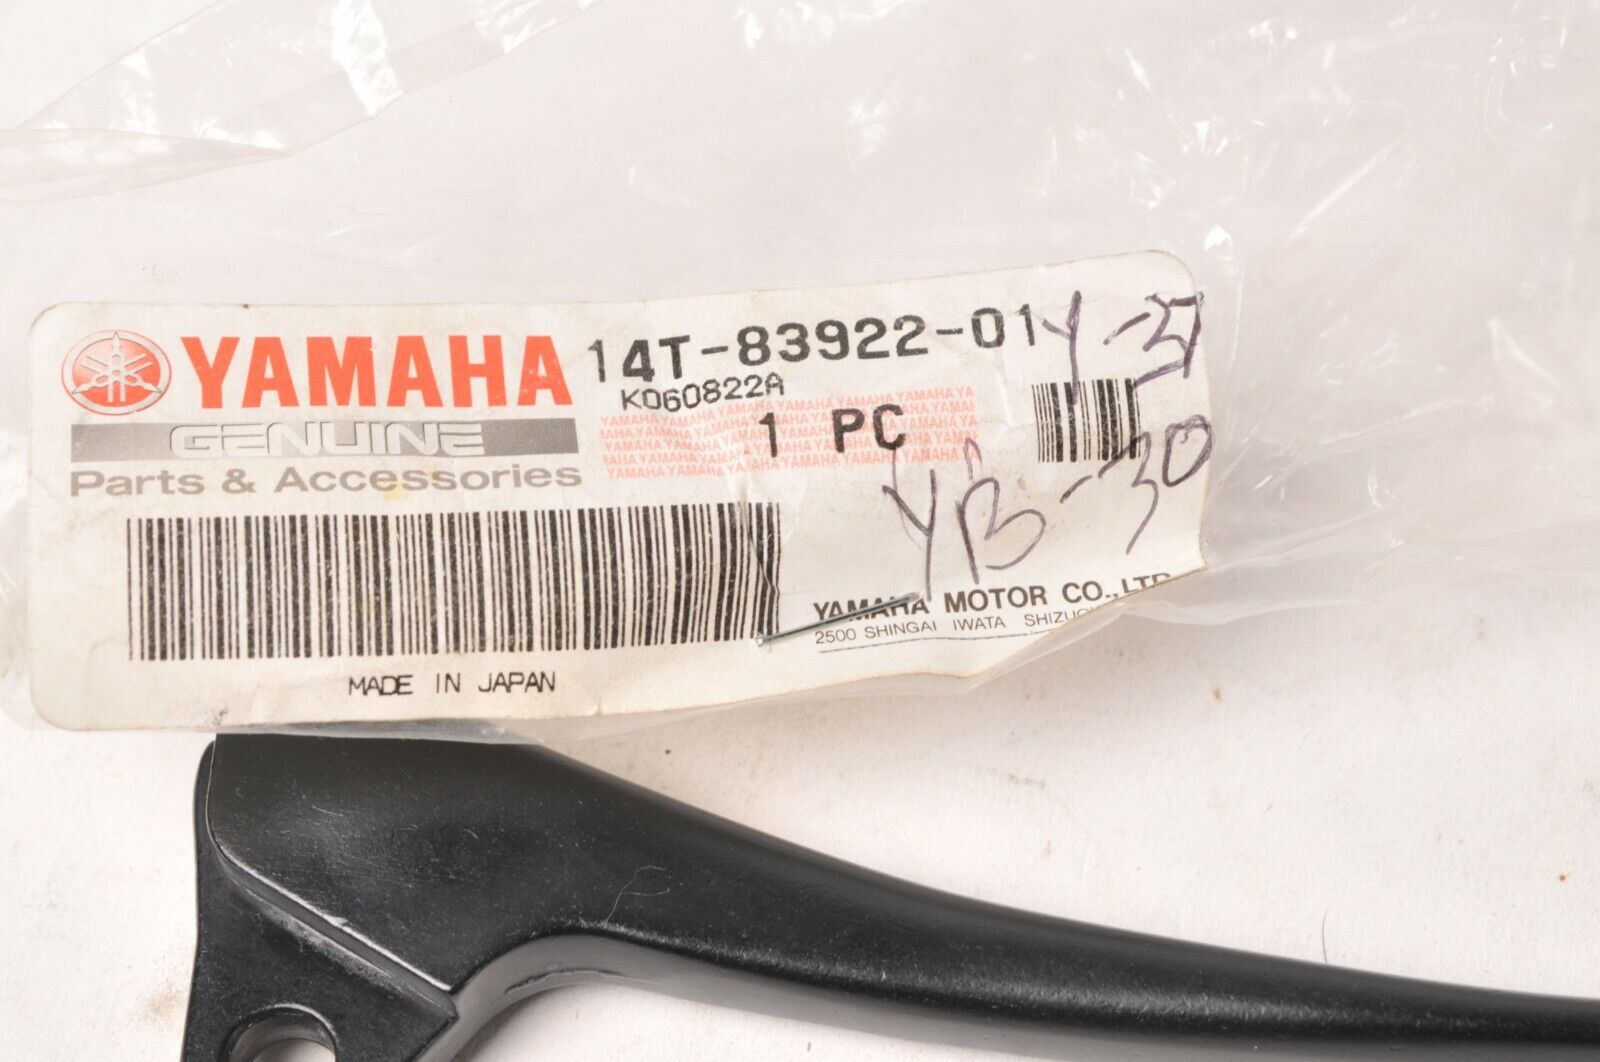 YAMAHA 14T-83922-01 Y-
K060822A
GENUINE 1 PC
Parts & Accessories
YB-30
YAMAHA MOTOR CO.,LTD
2500 SHINGAI IWATA
MADE IN JAPAN